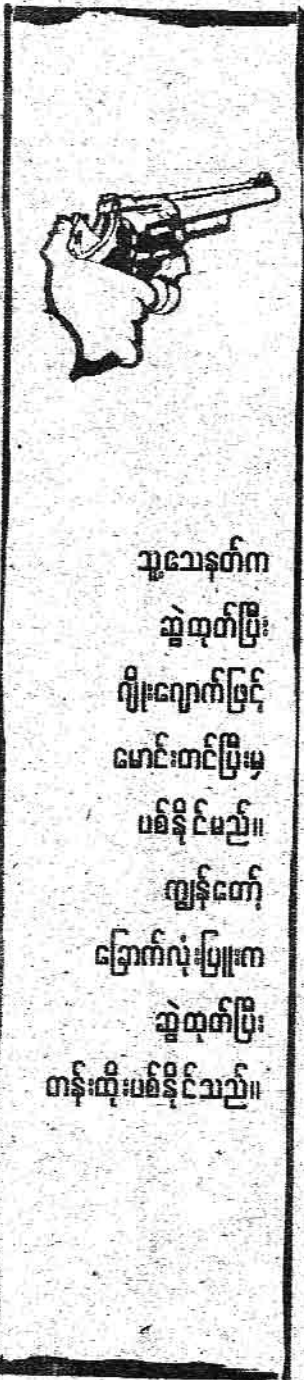 သူ့သေနတ်က
ဆွဲထုတ်ပြီး
ဂျိုးဂျောက်ဖြင့်
မောင်းတင်ပြီးမှ
ပစ်နိုင်မည်။
ကျွန်တော့်
ခြောက်လုံးပြူးက
ဆွဲထုတ်ပြီး
တန်းထိုးပစ်နိုင်သည်။